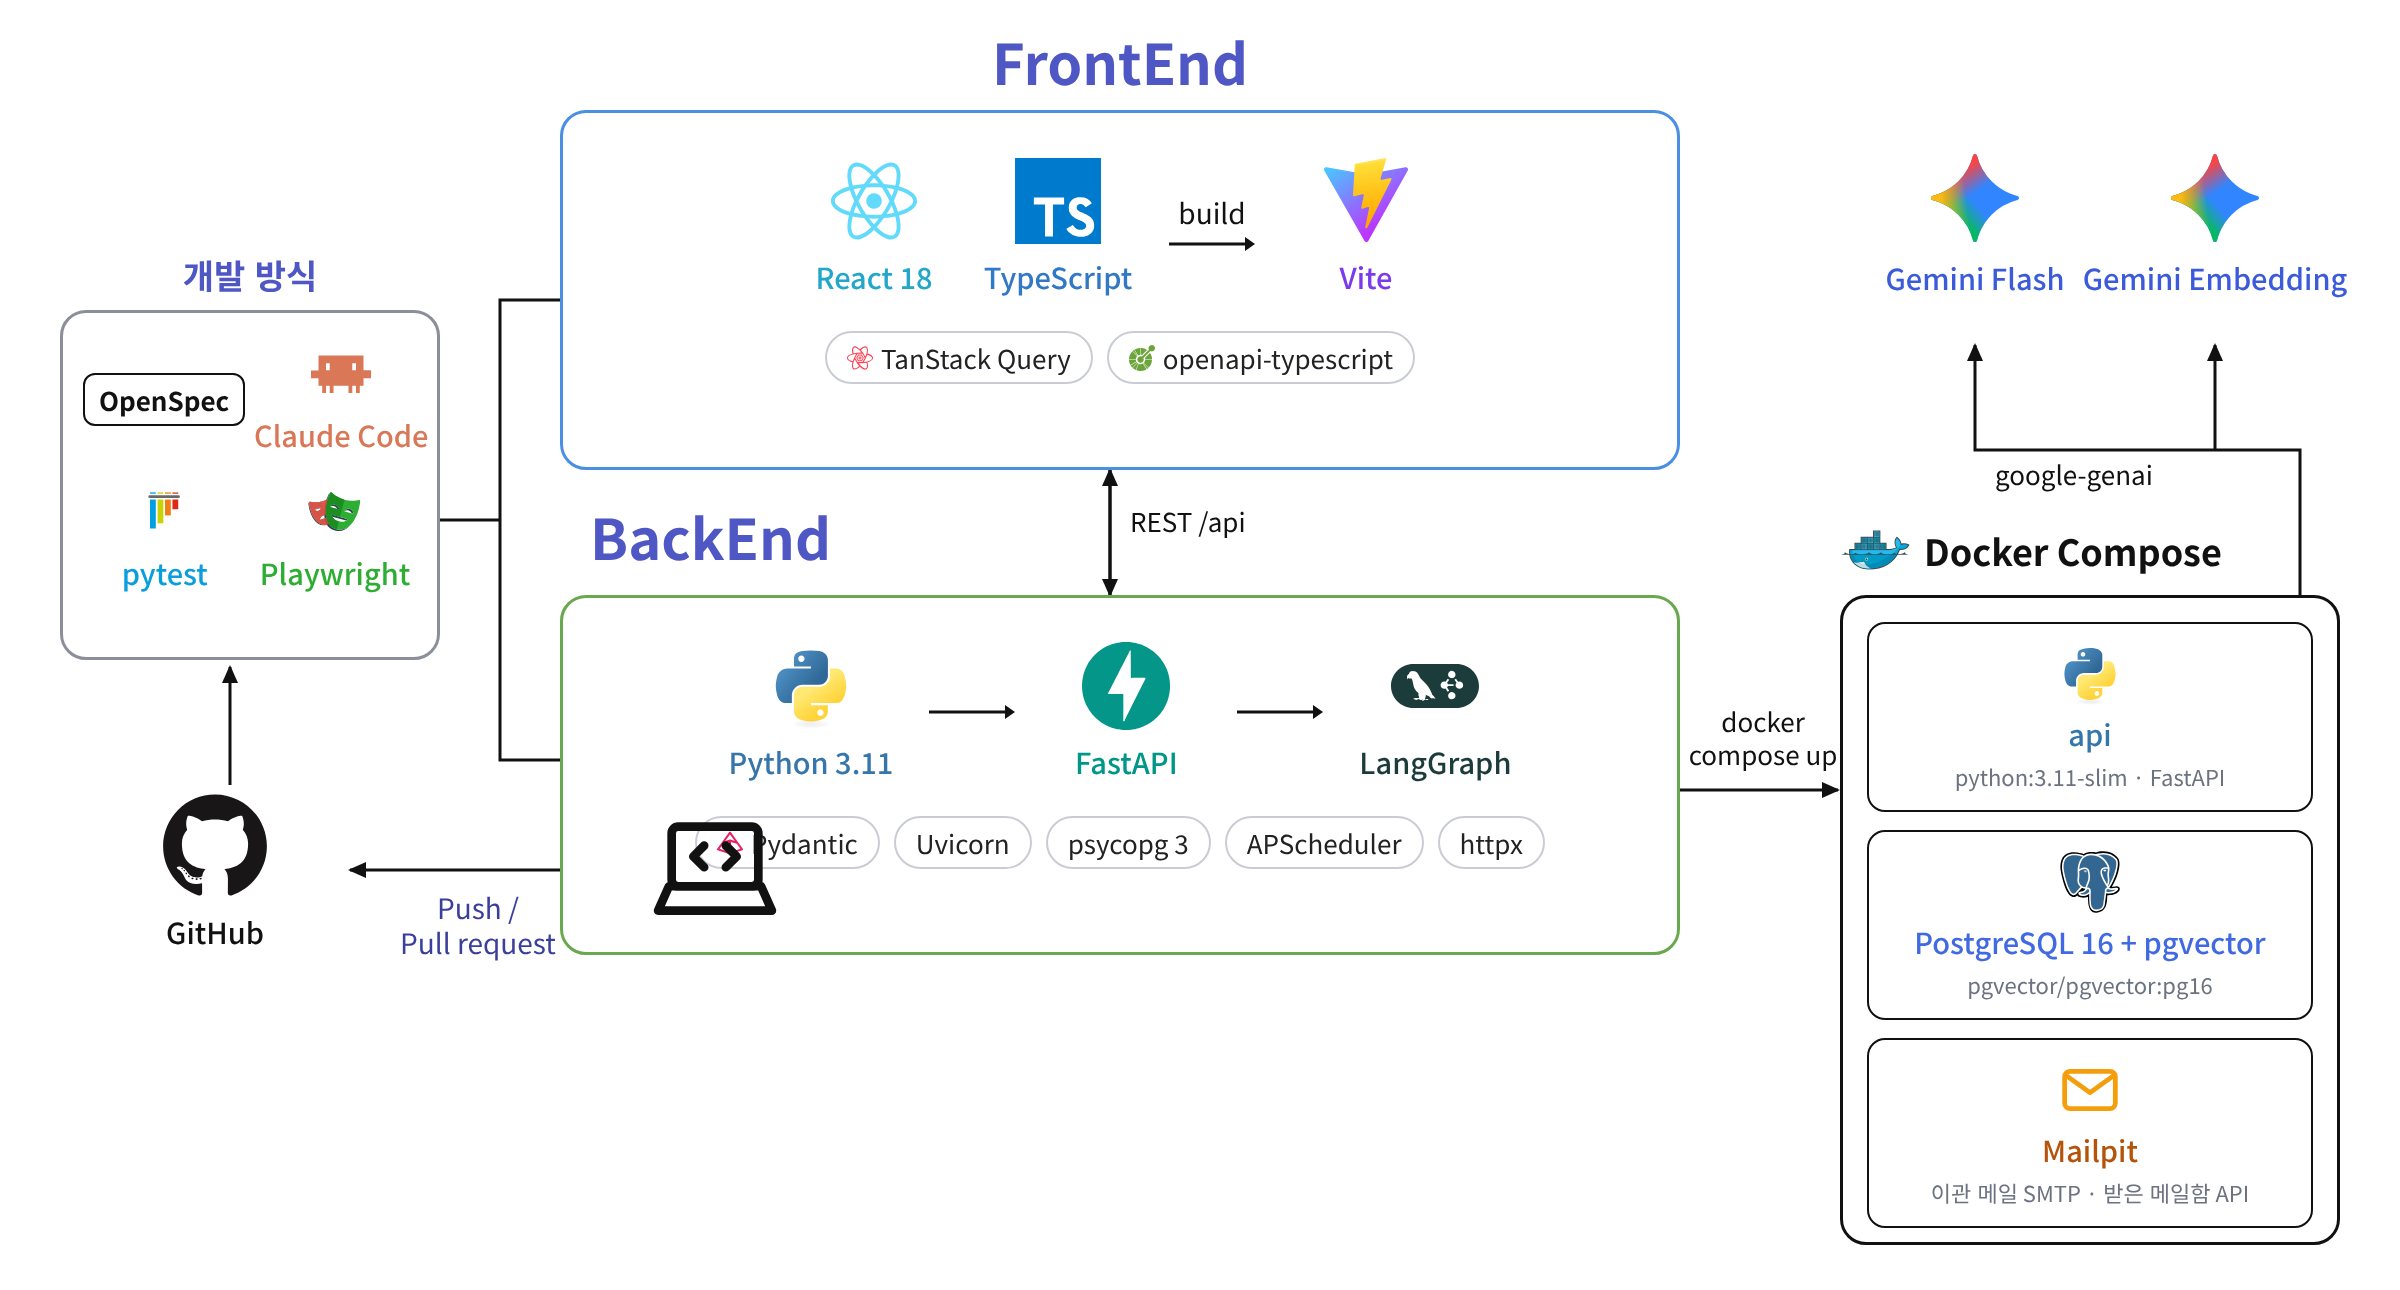 FrontEnd
TS
build
React 18
TypeScript
Vite
TanStack Query
openapi-typescript
개발 방식
OpenSpec
Claude Code
pytest
Playwright
GitHub
Push /
Pull request
REST /api
BackEnd
Python 3.11
FastAPI
LangGraph
Pydantic
Uvicorn
psycopg 3
APScheduler
httpx
docker
compose up
Gemini Flash
Gemini Embedding
google-genai
Docker Compose
api
python:3.11-slim · FastAPI
PostgreSQL 16 + pgvector
pgvector/pgvector:pg16
Mailpit
이관 메일 SMTP · 받은 메일함 API